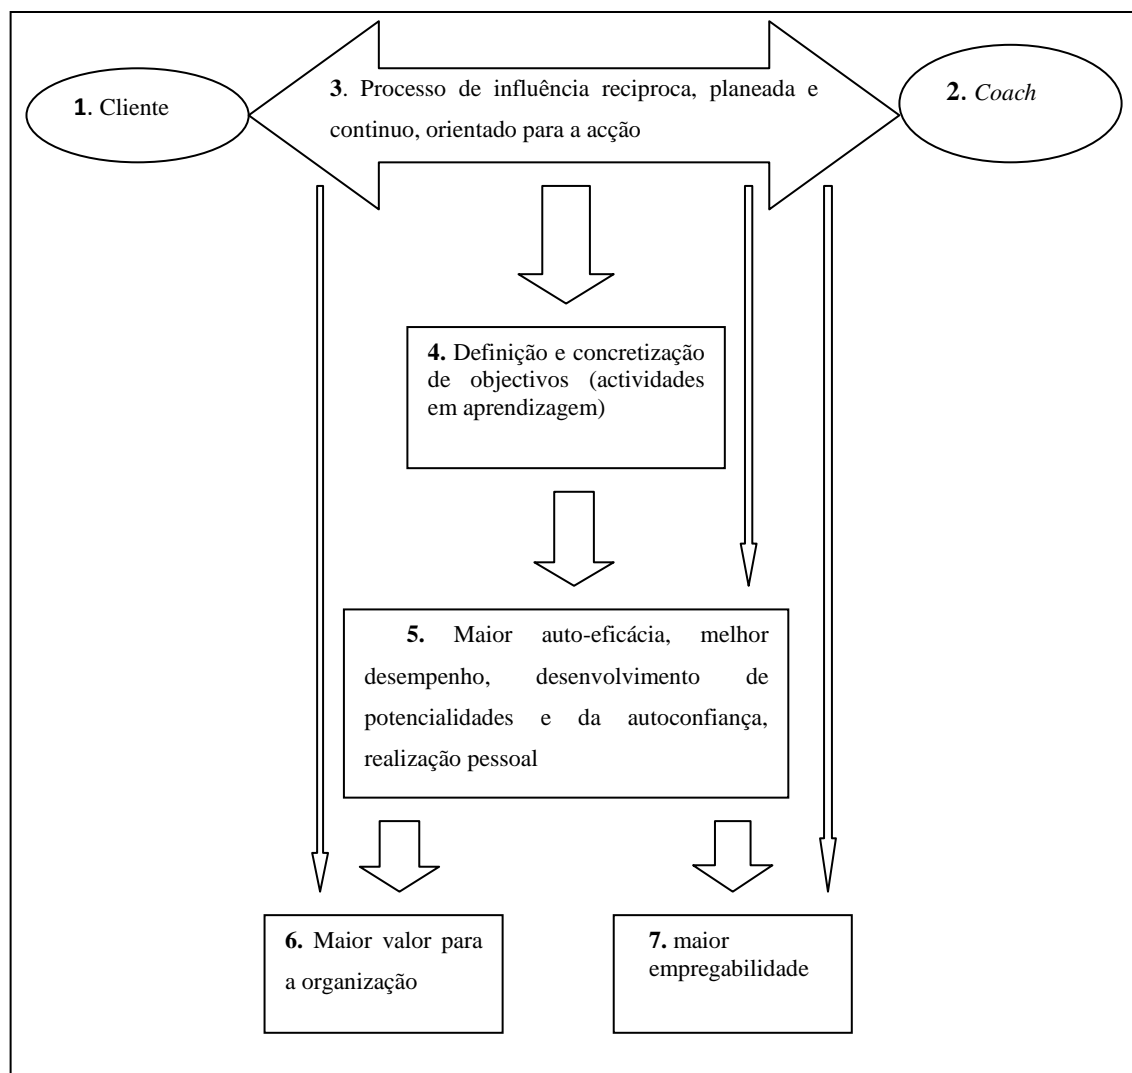 1. Cliente
3. Processo de influência reciproca, planeada e
continuo, orientado para a acção
2. Coach
4. Definição e concretização
de objectivos (actividades
em aprendizagem)
5. Maior auto-eficácia, melhor
desempenho, desenvolvimento de
potencialidades e da autoconfiança,
realização pessoal
6. Maior valor para
a organização
7. maior
empregabilidade